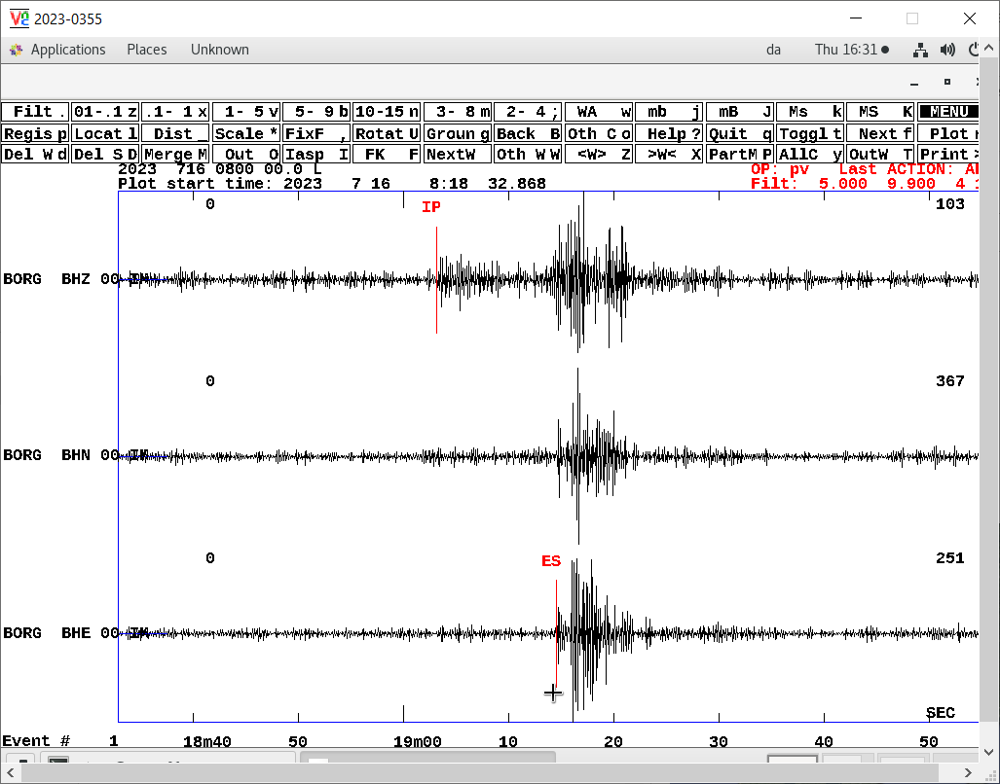 2023-0355
Applications Places Unknown da Thu 16:31
Filt . 01-.1 z .1- 1 x 1- 5 v 5- 9 b 10-15 n 3- 8 m 2- 4 ; WA w mb j mB J Ms k MS K MENU
Regis p Locat l Dist _ Scale * FixF , Rotat U Groun g Back B Oth C o Help ? Quit q Toggl t Next f Plot
Del W d Del S D Merge M Out O Iasp I FK F NextW Oth W W <W> Z >W< X PartM P AllC y OutW T Print >
2023 716 0800 00.0 L OP: pv Last ACTION:
Plot start time: 2023 7 16 8:18 32.868 Filt: 5.000 9.900 4
0 IP 103
BORG BHZ 00
0 367
BORG BHN 00
0 ES 251
BORG BHE 00
SEC
Event # 1 18m40 50 19m00 10 20 30 40 50